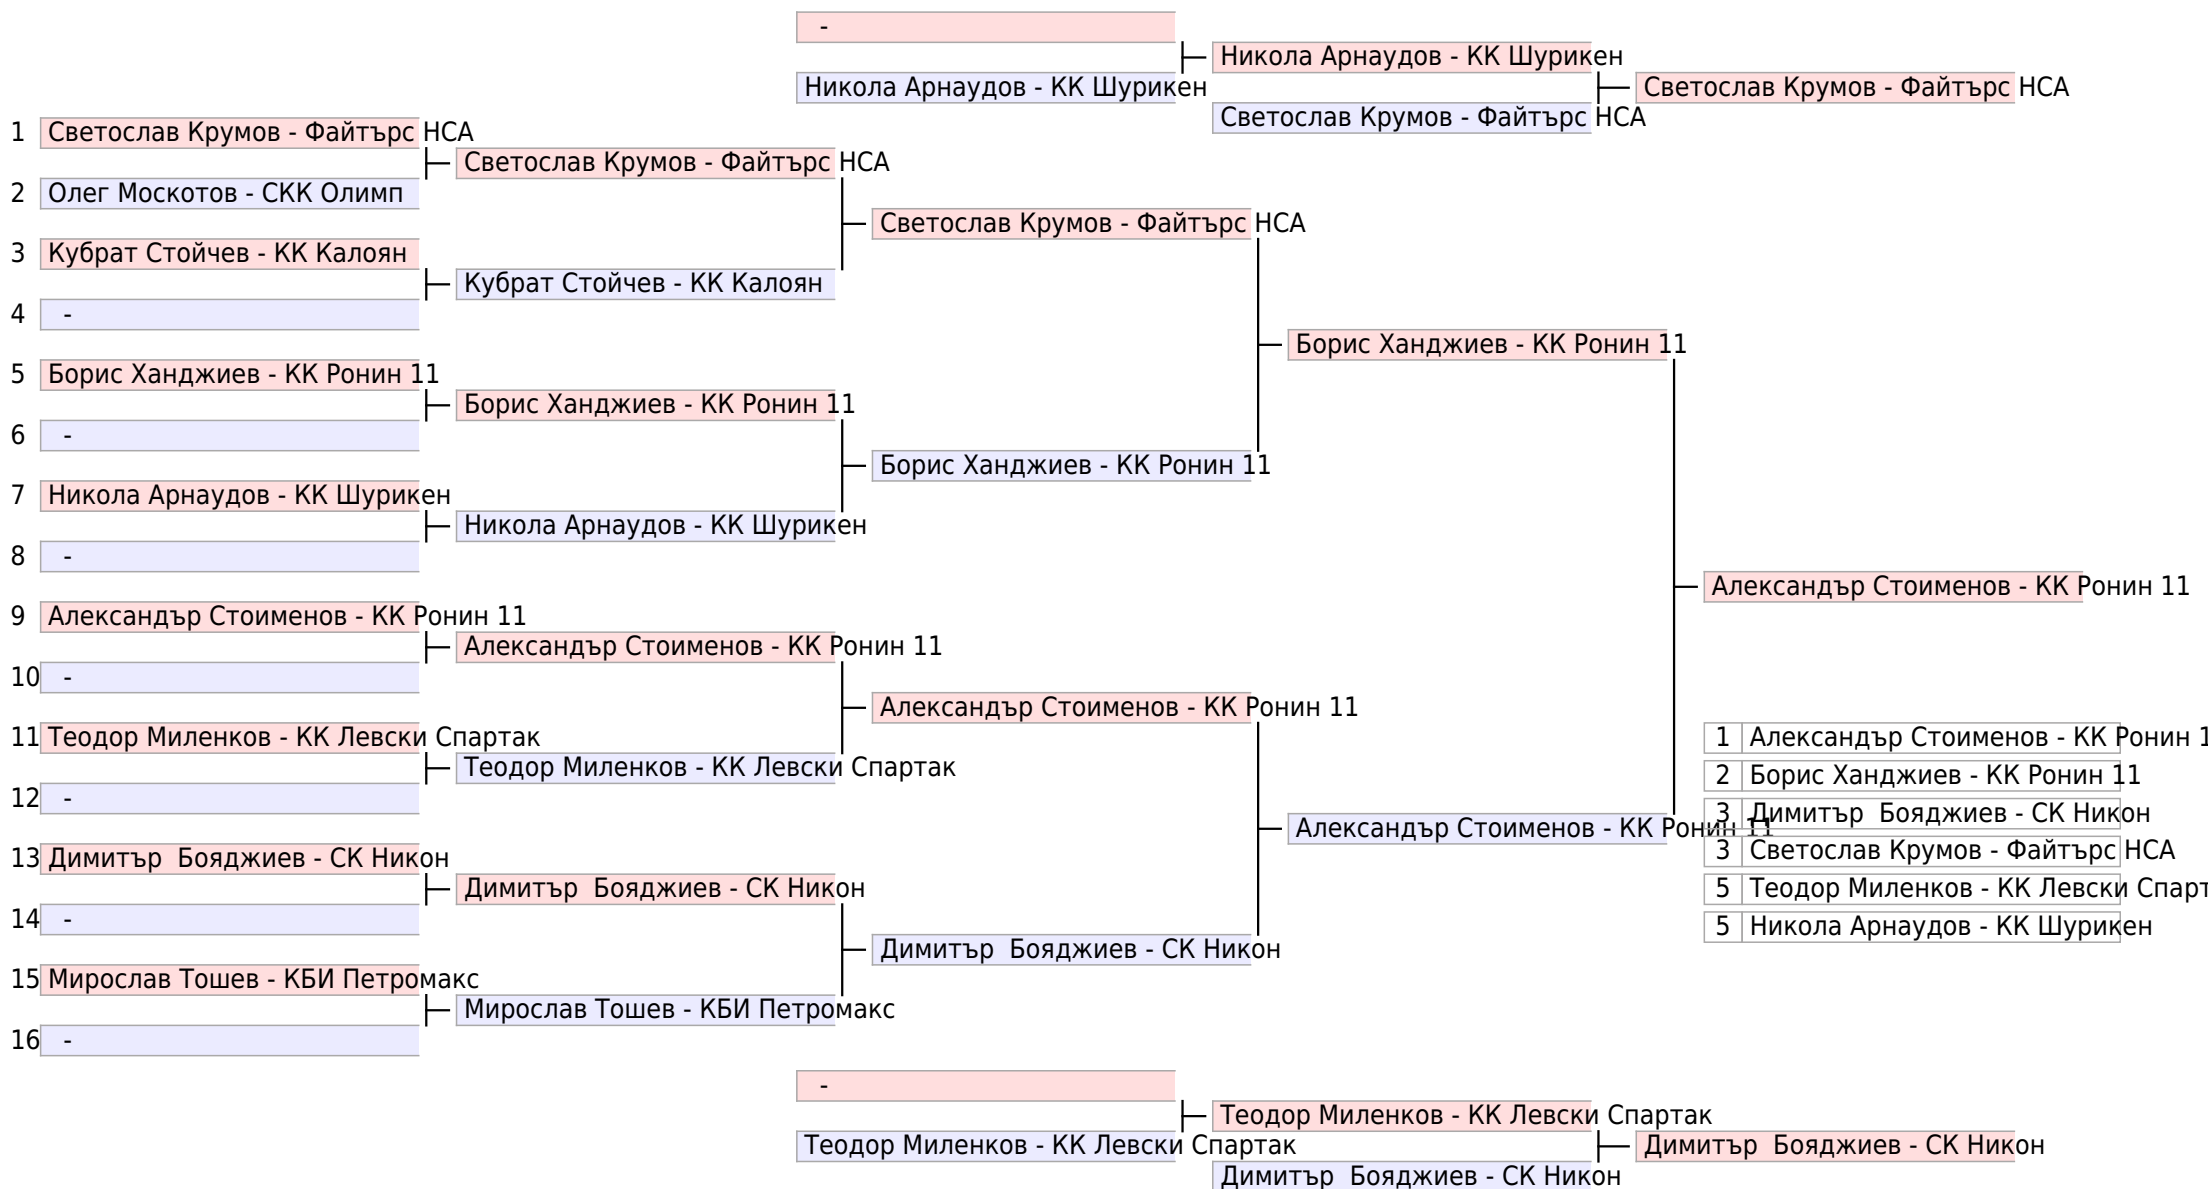 -
Никола Арнаудов - КК Шурикен
Никола Арнаудов - КК Шурикен
Светослав Крумов - Файтърс НСА
Светослав Крумов - Файтърс НСА
1 Светослав Крумов - Файтърс НСА
Светослав Крумов - Файтърс НСА
2 Олег Москотов - СКК Олимп
Светослав Крумов - Файтърс НСА
3 Кубрат Стойчев - КК Калоян
Кубрат Стойчев - КК Калоян
4 -
Борис Ханджиев - КК Ронин 11
5 Борис Ханджиев - КК Ронин 11
Борис Ханджиев - КК Ронин 11
6 -
Борис Ханджиев - КК Ронин 11
7 Никола Арнаудов - КК Шурикен
Никола Арнаудов - КК Шурикен
8 -
Александър Стоименов - КК Ронин 11
9 Александър Стоименов - КК Ронин 11
Александър Стоименов - КК Ронин 11
10 -
Александър Стоименов - КК Ронин 11
11 Теодор Миленков - КК Левски Спартак
Теодор Миленков - КК Левски Спартак
12 -
Александър Стоименов - КК Ронин 11
1 Александър Стоименов - КК Ронин 1
2 Борис Ханджиев - КК Ронин 11
3 Димитър  Бояджиев - СК Никон
3 Светослав Крумов - Файтърс НСА
5 Теодор Миленков - КК Левски Спарт
5 Никола Арнаудов - КК Шурикен
13 Димитър  Бояджиев - СК Никон
Димитър  Бояджиев - СК Никон
14 -
Димитър  Бояджиев - СК Никон
15 Мирослав Тошев - КБИ Петромакс
Мирослав Тошев - КБИ Петромакс
16 -
-
Теодор Миленков - КК Левски Спартак
Теодор Миленков - КК Левски Спартак
Димитър  Бояджиев - СК Никон
Димитър  Бояджиев - СК Никон